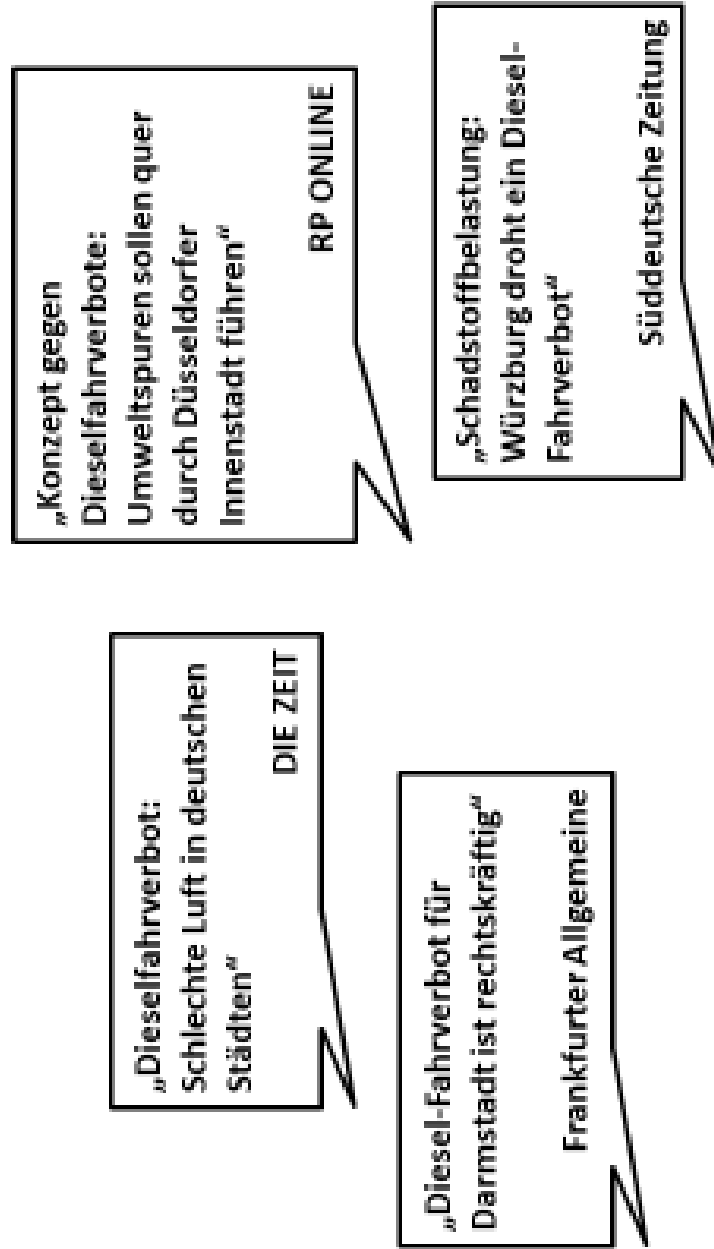 „Dieselfahrverbot:
Schlechte Luft in deutschen
Städten“
DIE ZEIT
„Konzept gegen
Dieselfahrverbote:
Umweltspuren sollen quer
durch Düsseldorfer
Innenstadt führen“
RP ONLINE
„Diesel-Fahrverbot für
Darmstadt ist rechtskräftig“
Frankfurter Allgemeine
„Schadstoffbelastung:
Würzburg droht ein Diesel-
Fahrverbot“
Süddeutsche Zeitung